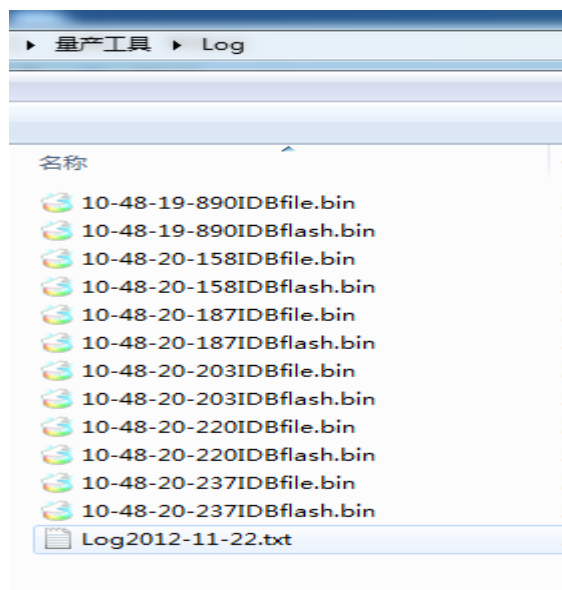 量产工具 Log
名称
10-48-19-890IDBfile.bin
10-48-19-890IDBflash.bin
10-48-20-158IDBfile.bin
10-48-20-158IDBflash.bin
10-48-20-187IDBfile.bin
10-48-20-187IDBflash.bin
10-48-20-203IDBfile.bin
10-48-20-203IDBflash.bin
10-48-20-220IDBfile.bin
10-48-20-220IDBflash.bin
10-48-20-237IDBfile.bin
10-48-20-237IDBflash.bin
Log2012-11-22.txt